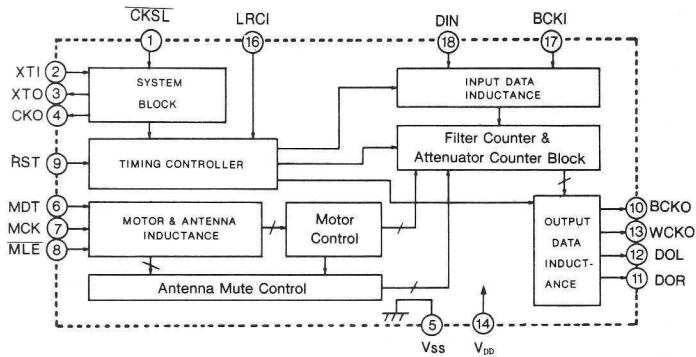 CKSL
LRCI
DIN
BCKI
1
16
18
17
XTI 2
XTO 3
CKO 4
SYSTEM
BLOCK
INPUT DATA
INDUCTANCE
RST 9
TIMING CONTROLLER
Filter Counter &
Attenuator Counter Block
MDT 6
MCK 7
MLE 8
MOTOR & ANTENNA
INDUCTANCE
Motor
Control
OUTPUT
DATA
INDUCT-
ANCE
10 BCKO
13 WCKO
12 DOL
11 DOR
Antenna Mute Control
5
14
VSS
VDD